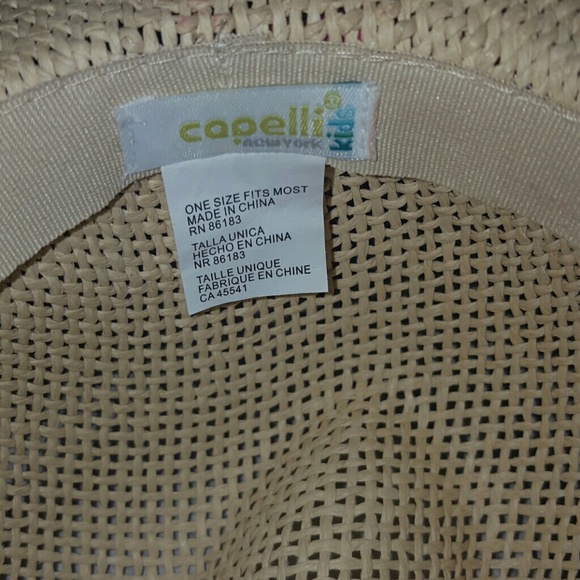 capelli
new york
kids
ONE SIZE FITS MOST
MADE IN CHINA
RN 86183
TALLA UNICA
HECHO EN CHINA
NR 86183
TAILLE UNIQUE
FABRIQUE EN CHINE
CA 45541